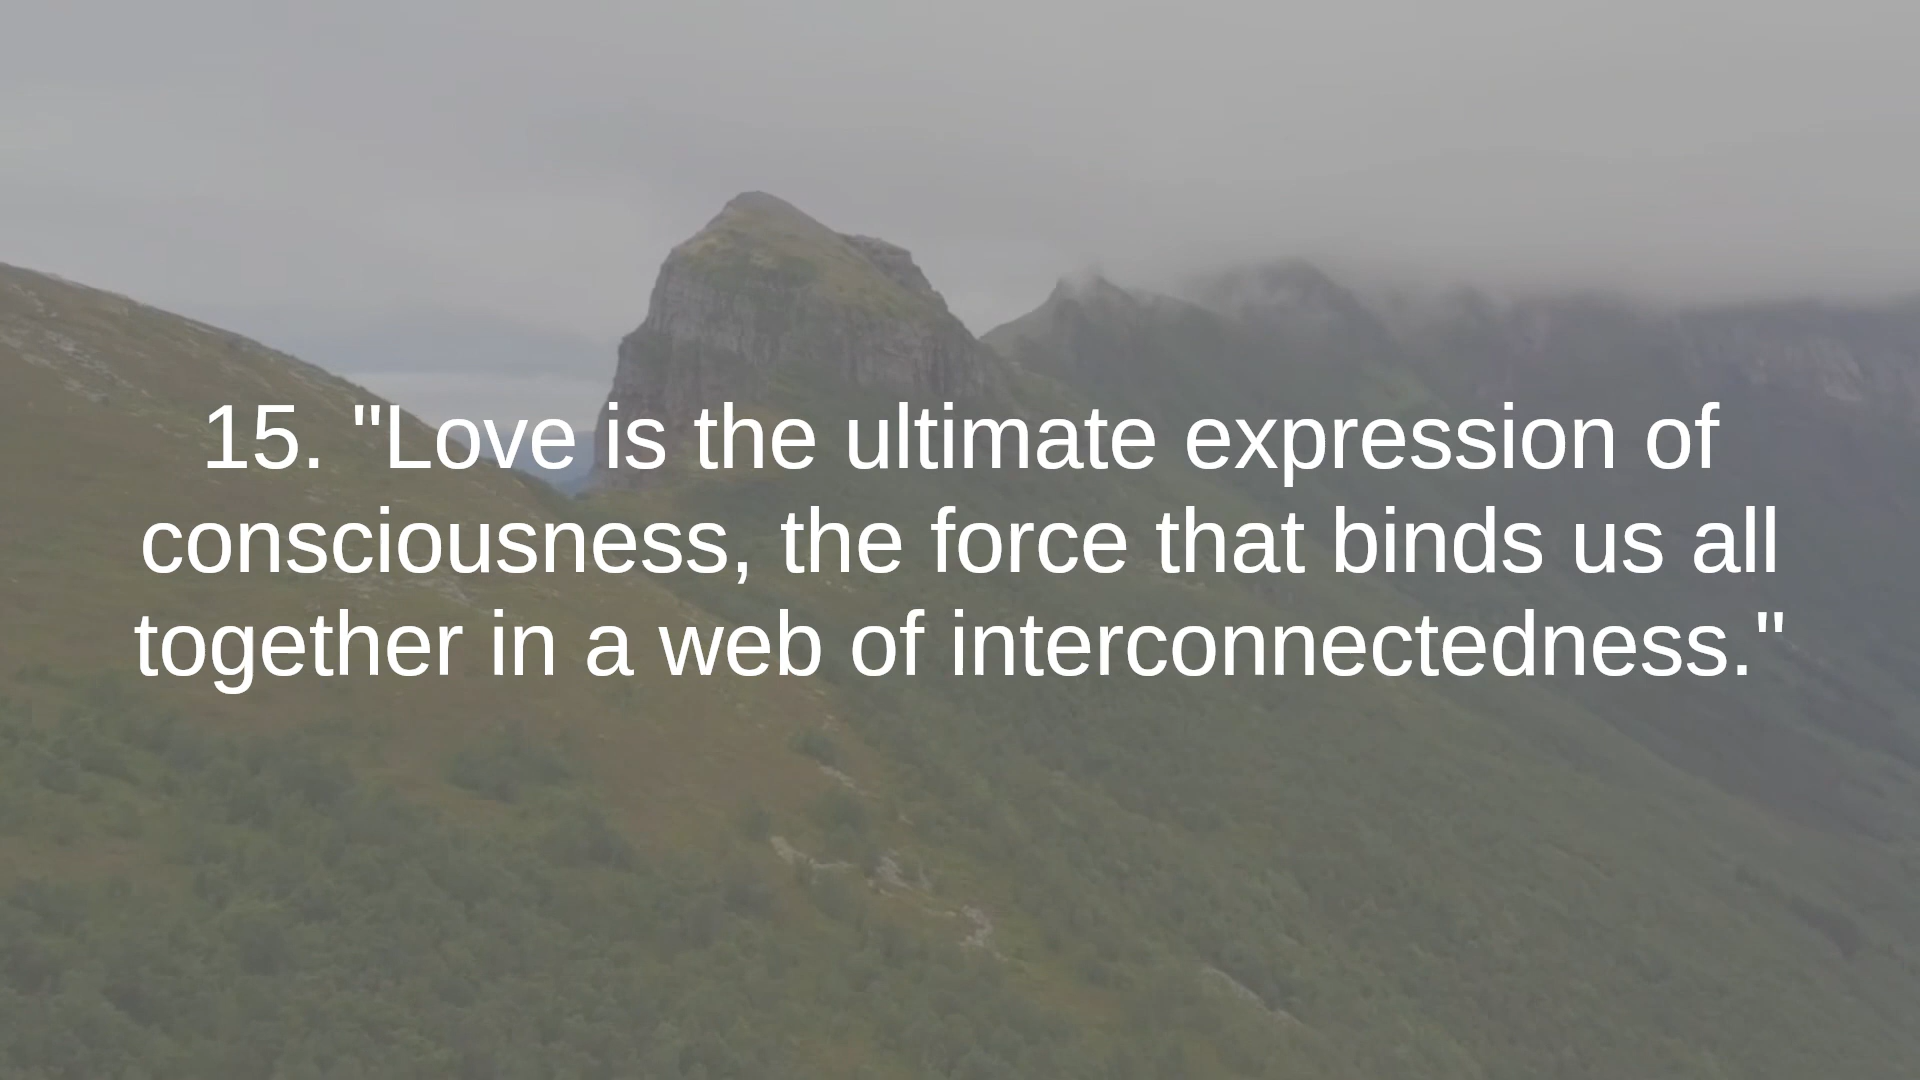 15. "Love is the ultimate expression of
consciousness, the force that binds us all
together in a web of interconnectedness."